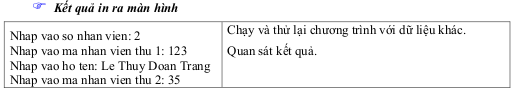 ☞ Kết quả in ra màn hình
Nhap vao so nhan vien: 2
Nhap vao ma nhan vien thu 1: 123
Nhap vao ho ten: Le Thuy Doan Trang
Nhap vao ma nhan vien thu 2: 35
Chạy và thử lại chương trình với dữ liệu khác.
Quan sát kết quả.